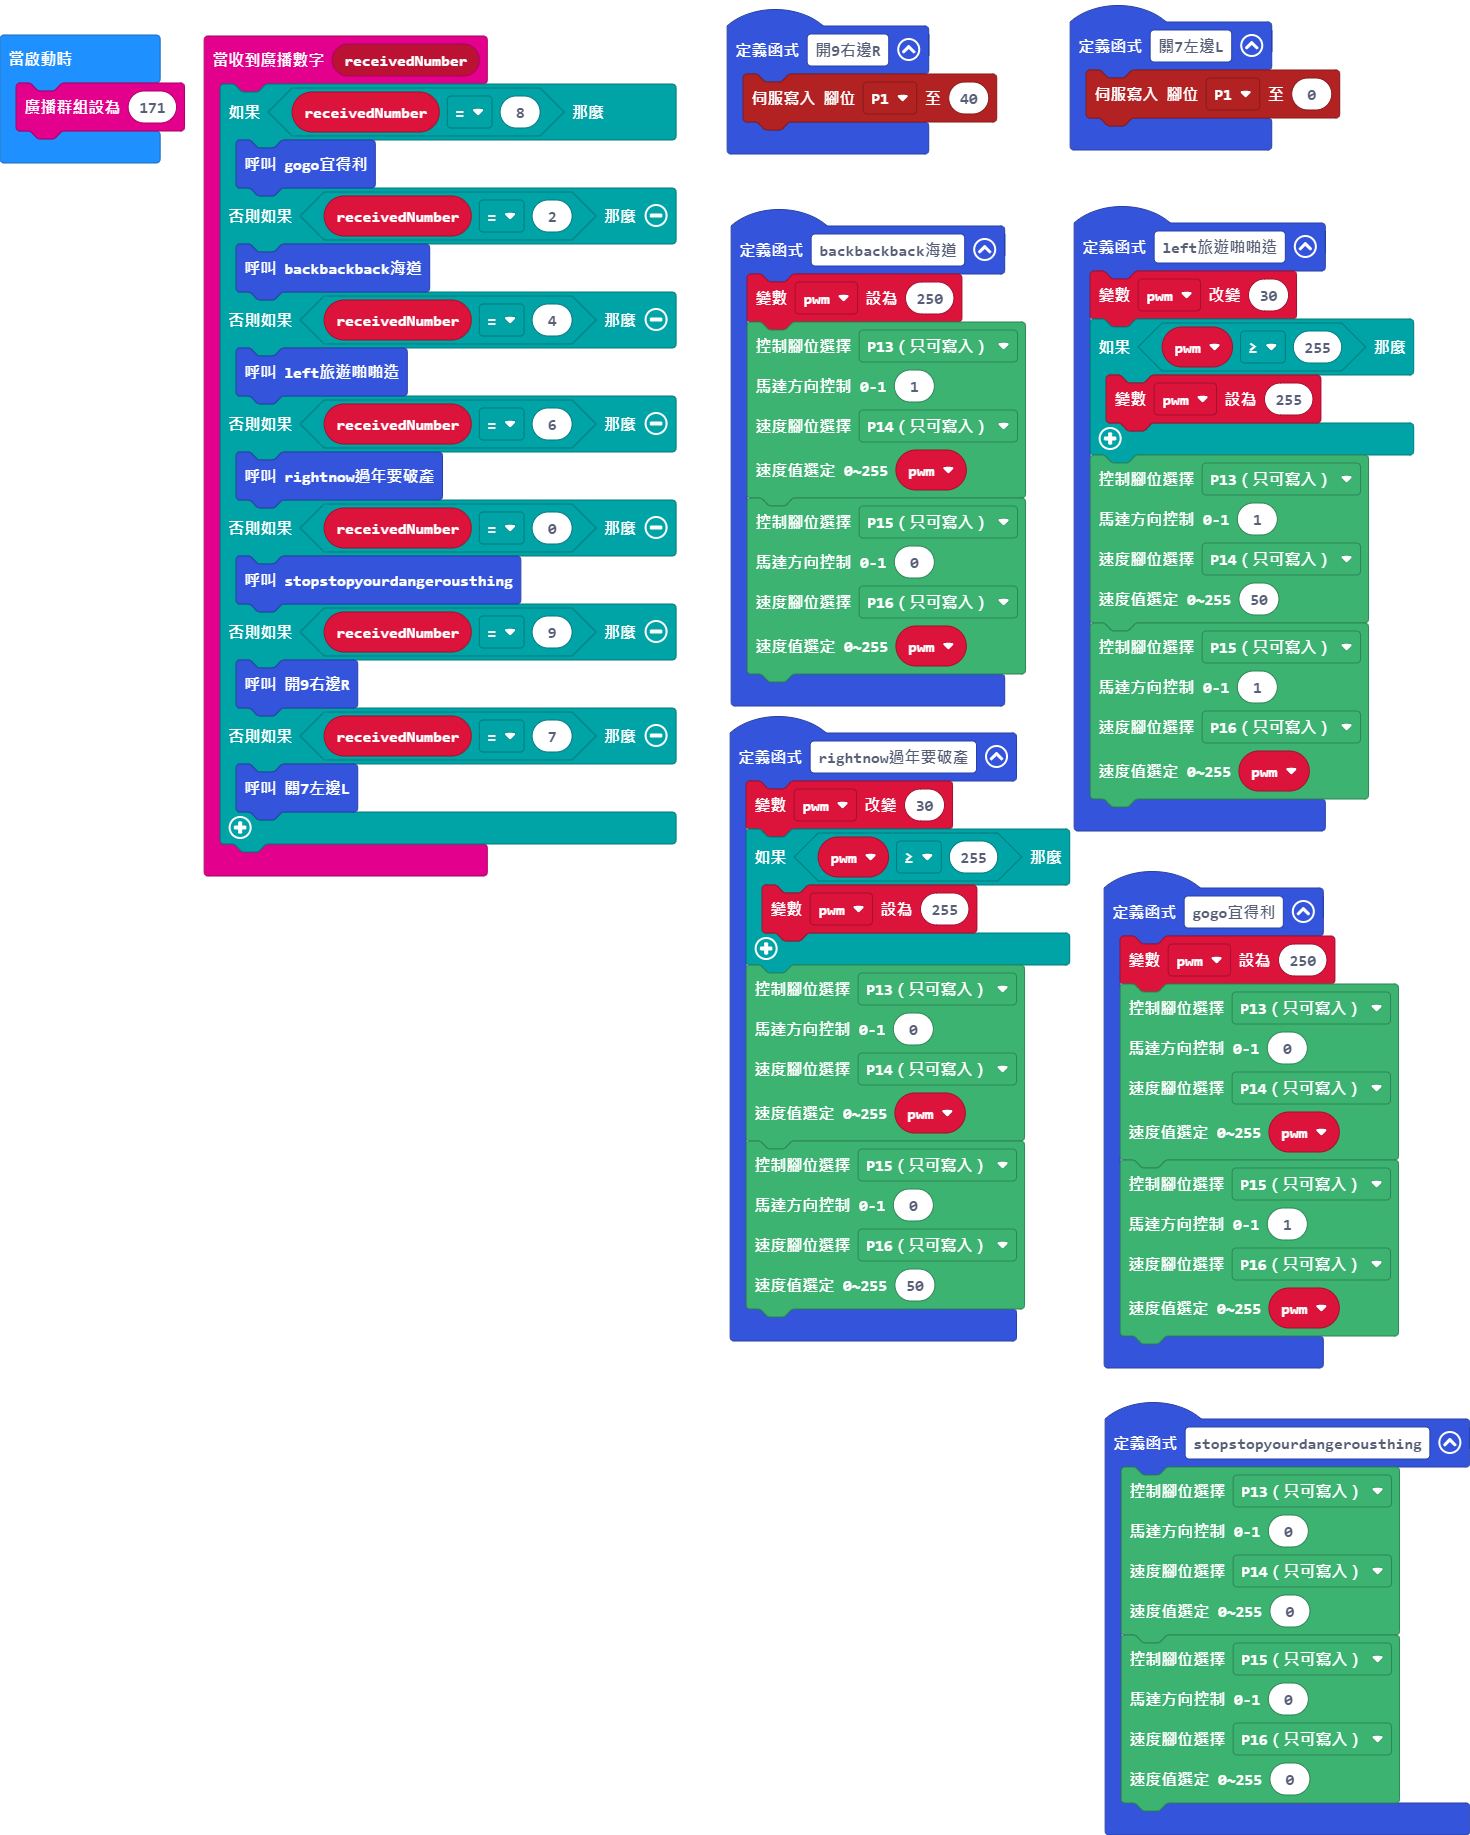 當啟動時
廣播群組設為 171
當收到廣播數字 receivedNumber
如果 receivedNumber = 8 那麼
呼叫 gogo宜得利
否則如果 receivedNumber = 2 那麼
呼叫 backbackback海道
否則如果 receivedNumber = 4 那麼
呼叫 left旅遊啪啪造
否則如果 receivedNumber = 6 那麼
呼叫 rightnow過年要破產
否則如果 receivedNumber = 0 那麼
呼叫 stopstopyourdangerousthing
否則如果 receivedNumber = 9 那麼
呼叫 開9右邊R
否則如果 receivedNumber = 7 那麼
呼叫 關7左邊L
定義函式 開9右邊R
伺服寫入 腳位 P1 至 40
定義函式 關7左邊L
伺服寫入 腳位 P1 至 0
定義函式 backbackback海道
變數 pwm 設為 250
控制腳位選擇 P13(只可寫入)
馬達方向控制 0-1 1
速度腳位選擇 P14(只可寫入)
速度值選定 0~255 pwm
控制腳位選擇 P15(只可寫入)
馬達方向控制 0-1 0
速度腳位選擇 P16(只可寫入)
速度值選定 0~255 pwm
定義函式 left旅遊啪啪造
變數 pwm 改變 30
如果 pwm ≥ 255 那麼
變數 pwm 設為 255
控制腳位選擇 P13(只可寫入)
馬達方向控制 0-1 1
速度腳位選擇 P14(只可寫入)
速度值選定 0~255 50
控制腳位選擇 P15(只可寫入)
馬達方向控制 0-1 1
速度腳位選擇 P16(只可寫入)
速度值選定 0~255 pwm
定義函式 rightnow過年要破產
變數 pwm 改變 30
如果 pwm ≥ 255 那麼
變數 pwm 設為 255
控制腳位選擇 P13(只可寫入)
馬達方向控制 0-1 0
速度腳位選擇 P14(只可寫入)
速度值選定 0~255 pwm
控制腳位選擇 P15(只可寫入)
馬達方向控制 0-1 0
速度腳位選擇 P16(只可寫入)
速度值選定 0~255 50
定義函式 gogo宜得利
變數 pwm 設為 250
控制腳位選擇 P13(只可寫入)
馬達方向控制 0-1 0
速度腳位選擇 P14(只可寫入)
速度值選定 0~255 pwm
控制腳位選擇 P15(只可寫入)
馬達方向控制 0-1 1
速度腳位選擇 P16(只可寫入)
速度值選定 0~255 pwm
定義函式 stopstopyourdangerousthing
控制腳位選擇 P13(只可寫入)
馬達方向控制 0-1 0
速度腳位選擇 P14(只可寫入)
速度值選定 0~255 0
控制腳位選擇 P15(只可寫入)
馬達方向控制 0-1 0
速度腳位選擇 P16(只可寫入)
速度值選定 0~255 0